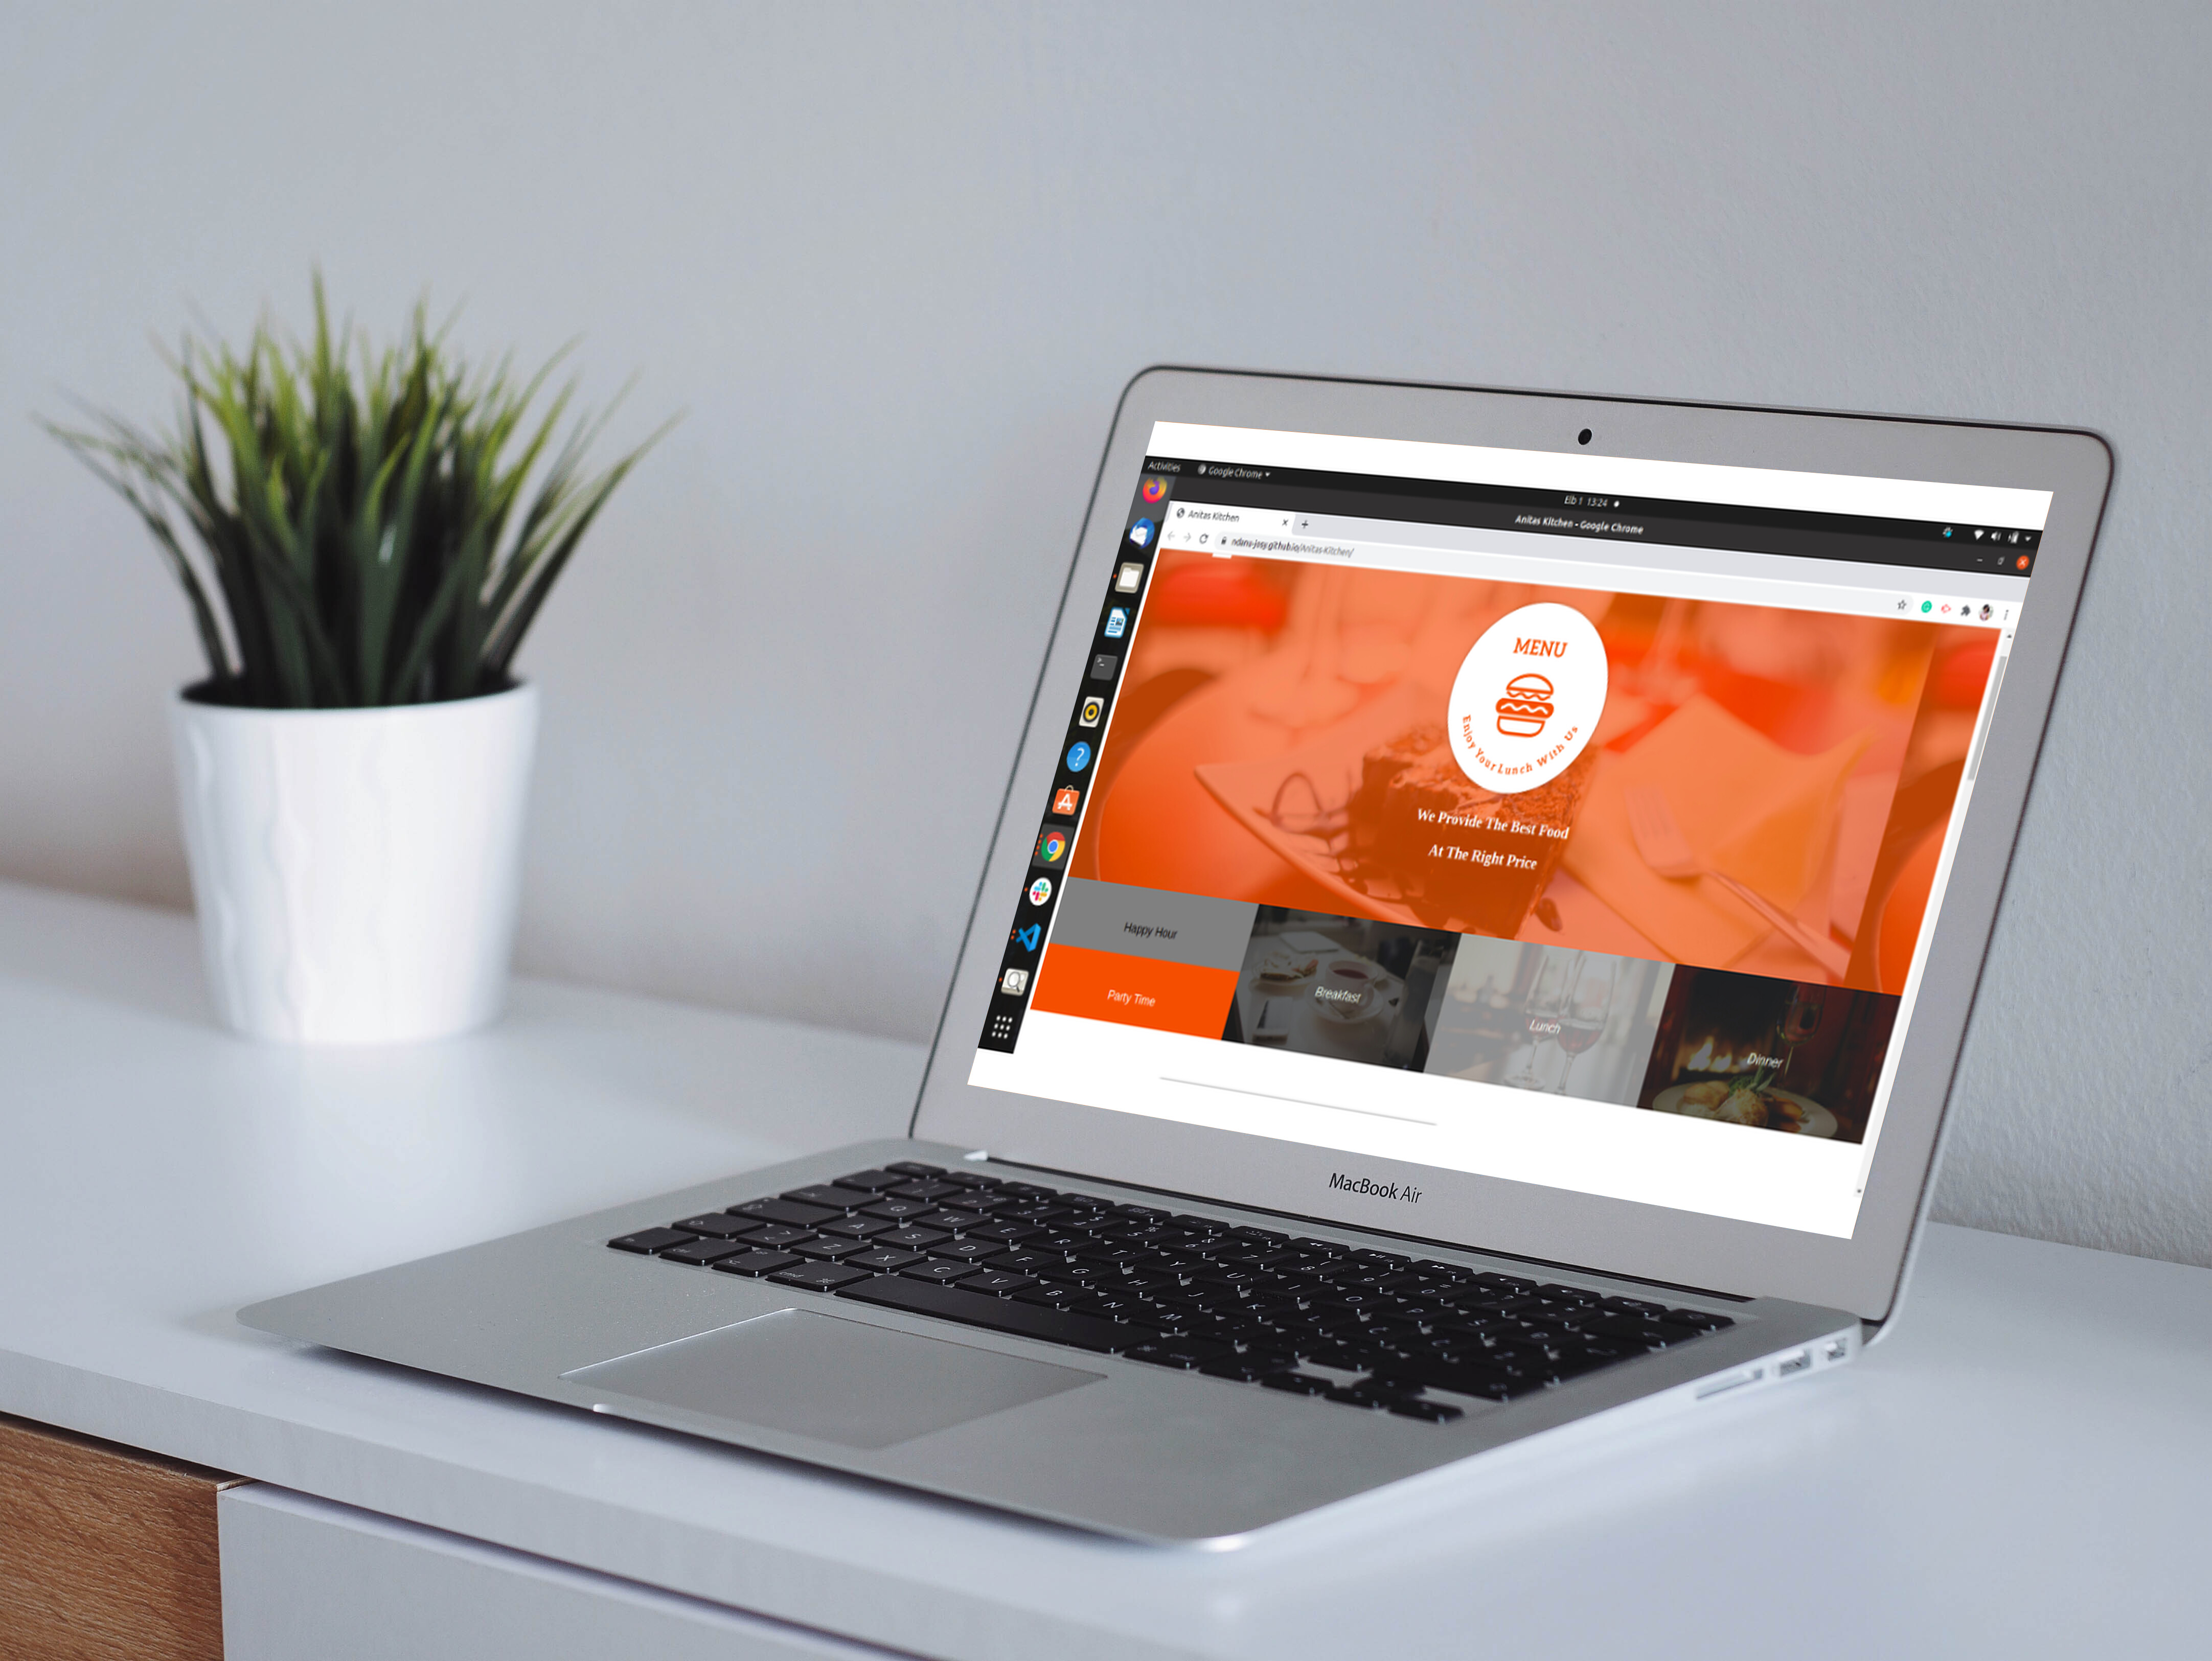 Activities Google Chrome
Elb 1 13:24
Anitas Kitchen - Google Chrome
Anitas Kitchen
ndanu-josy.github.io/Anitas-Kitchen/
MENU
Enjoy Your Lunch With Us
We Provide The Best Food
At The Right Price
Happy Hour
Party Time
Breakfast
Lunch
Dinner
MacBook Air